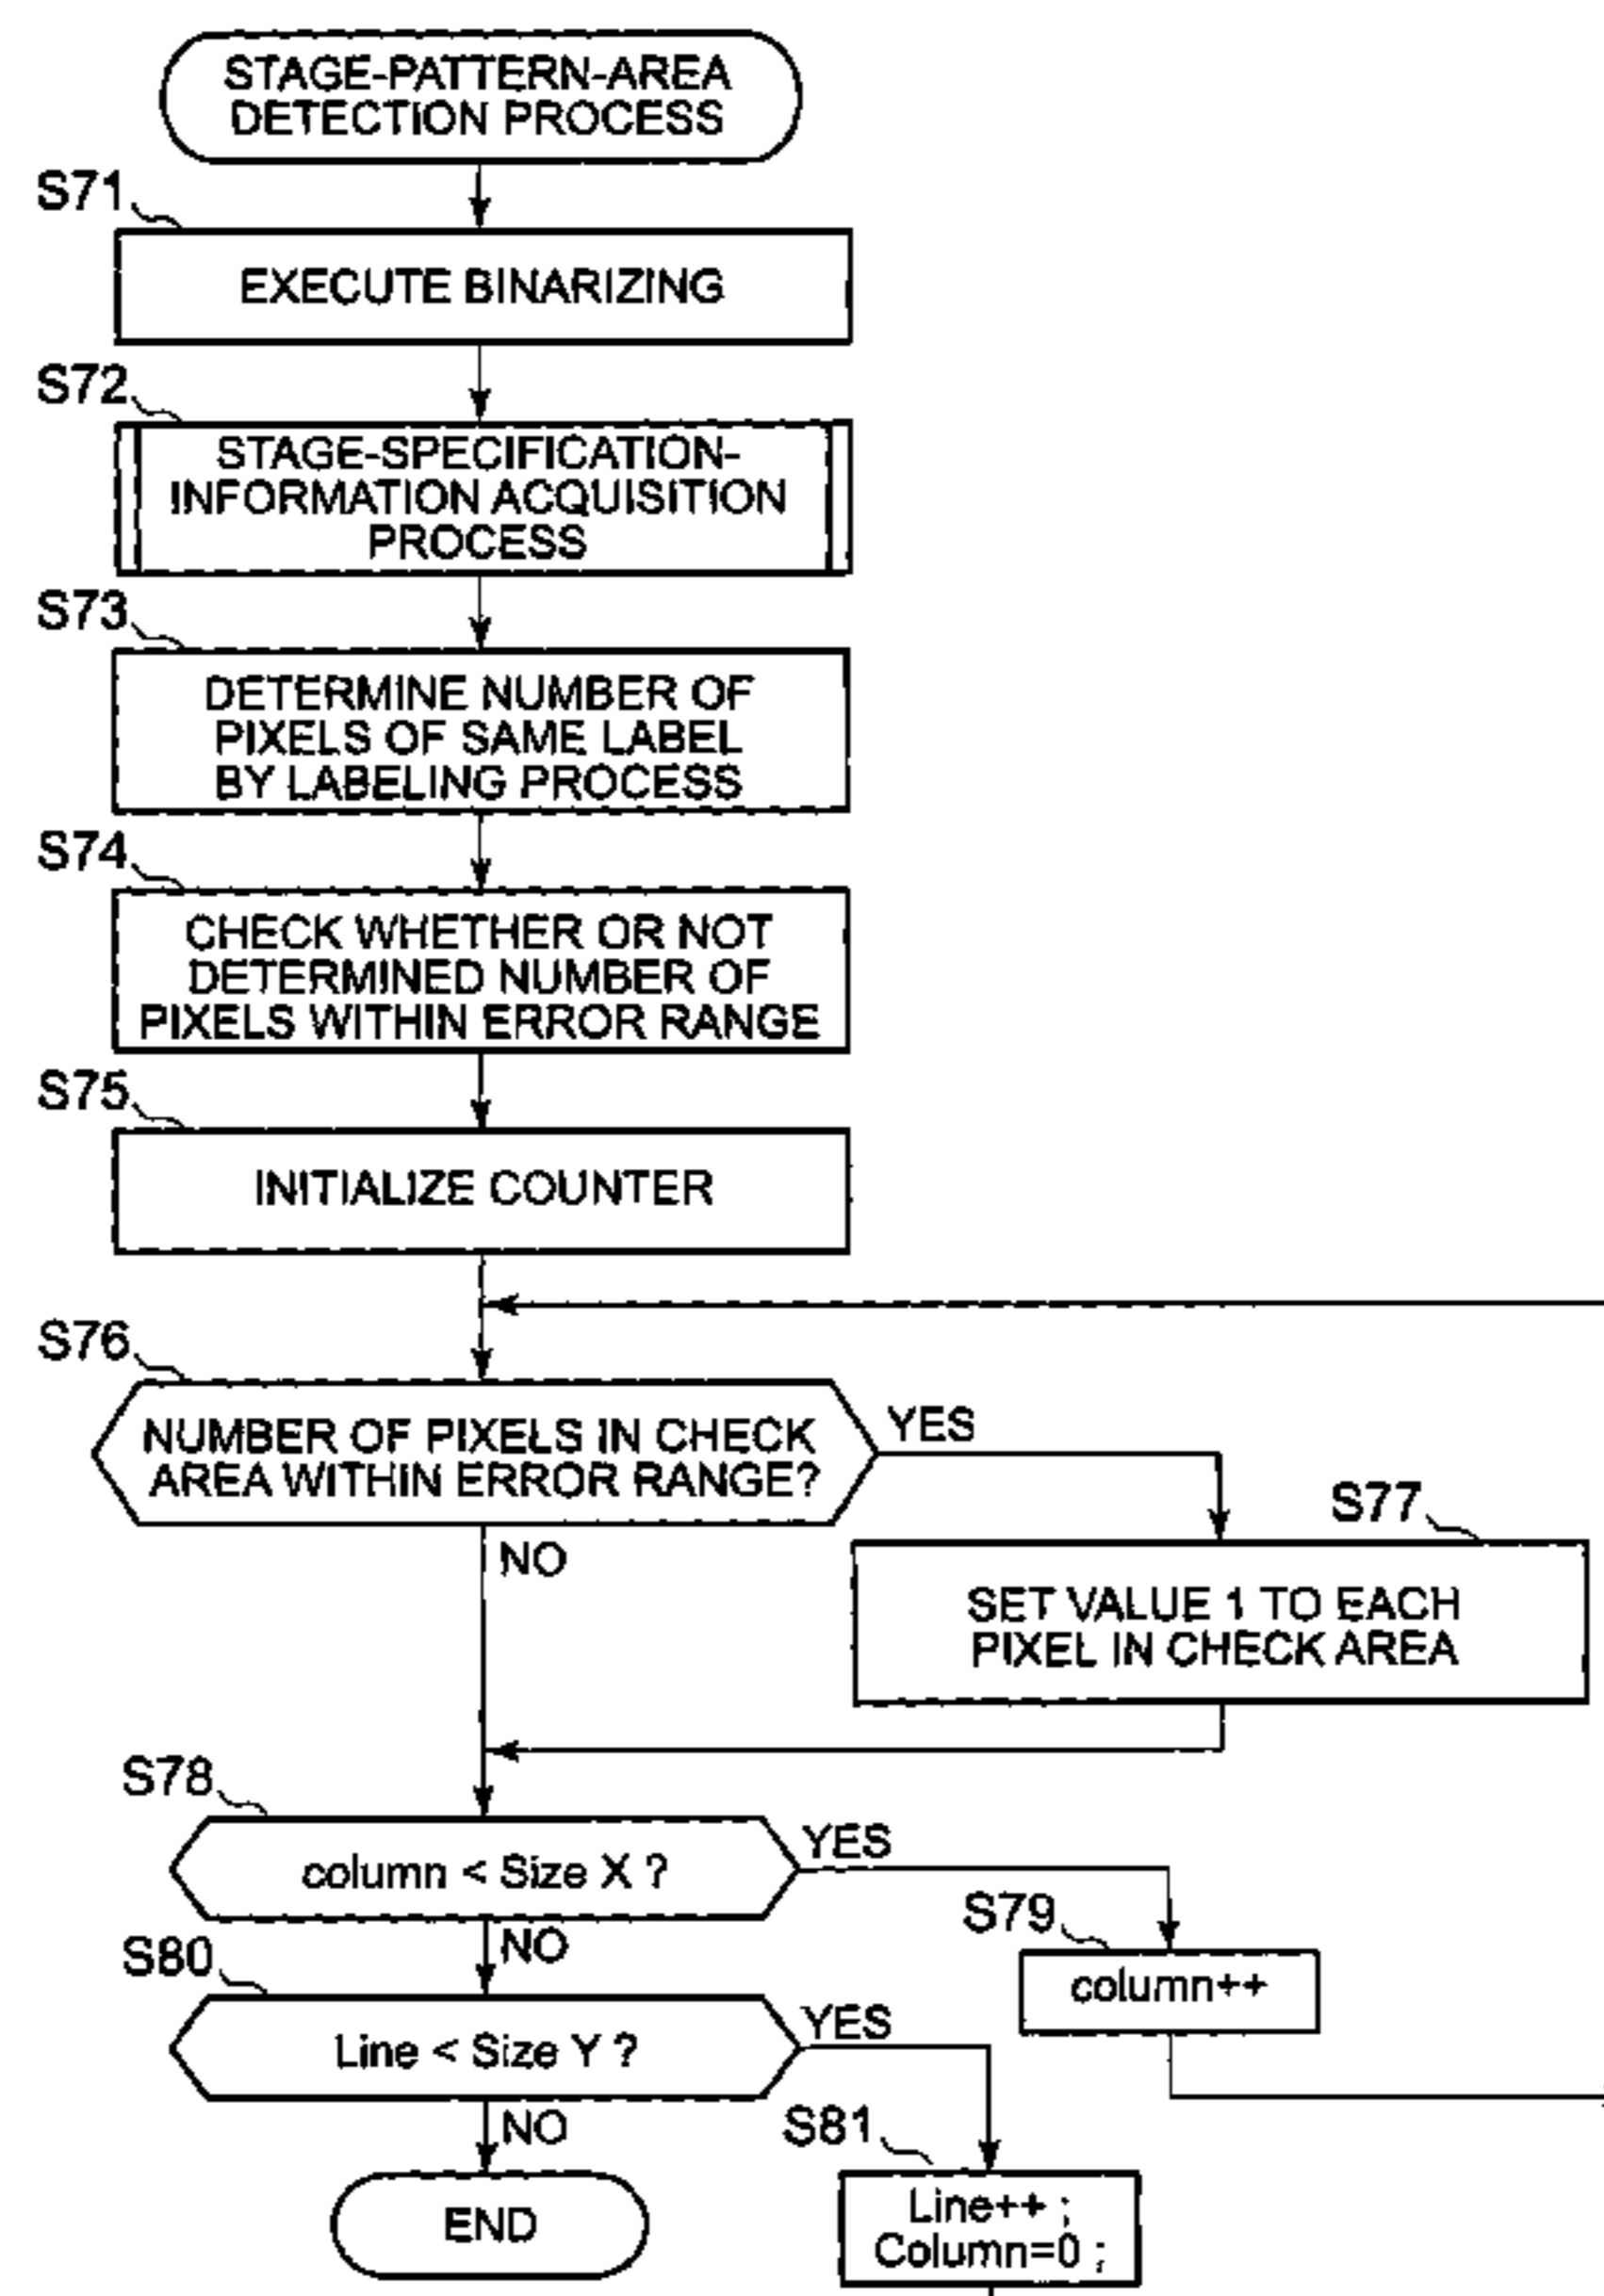 STAGE-PATTERN-AREA
DETECTION PROCESS
S71
EXECUTE BINARIZING
S72
STAGE-SPECIFICATION-
INFORMATION ACQUISITION
PROCESS
S73
DETERMINE NUMBER OF
PIXELS OF SAME LABEL
BY LABELING PROCESS
S74
CHECK WHETHER OR NOT
DETERMINED NUMBER OF
PIXELS WITHIN ERROR RANGE
S75
INITIALIZE COUNTER
S76
NUMBER OF PIXELS IN CHECK
AREA WITHIN ERROR RANGE?
YES
NO
S77
SET VALUE 1 TO EACH
PIXEL IN CHECK AREA
S78
column < Size X ?
YES
NO
S79
column++
S80
Line < Size Y ?
YES
NO
S81
Line++ ;
Column=0 ;
END